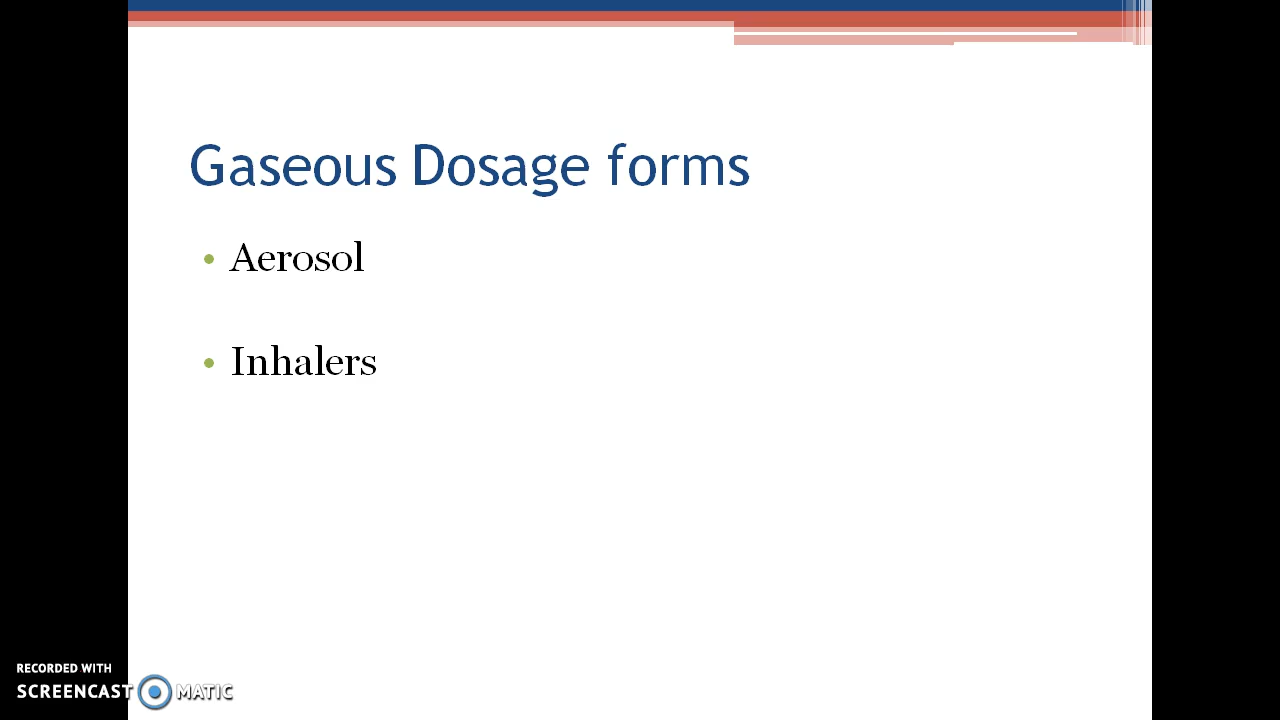 Gaseous Dosage forms
• Aerosol
• Inhalers
RECORDED WITH
SCREENCAST MATIC